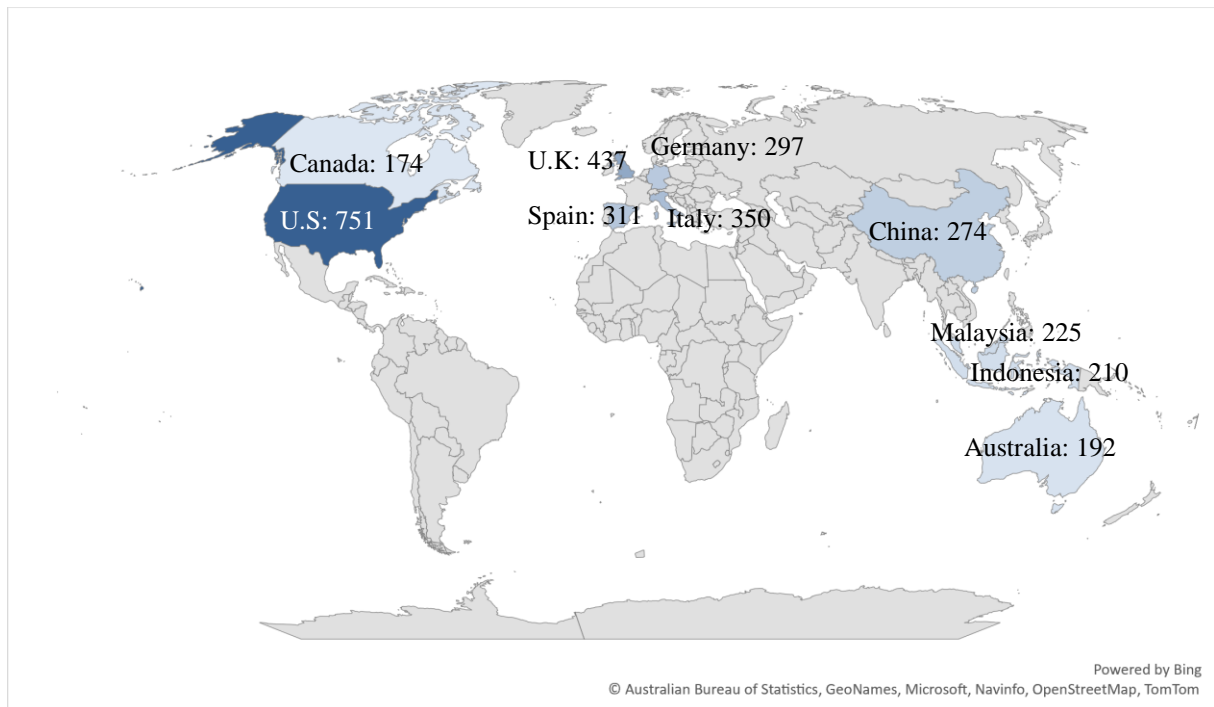 Canada: 174
U.S: 751
U.K: 437
Germany: 297
Spain: 311
Italy: 350
China: 274
Malaysia: 225
Indonesia: 210
Australia: 192
Powered by Bing
© Australian Bureau of Statistics, GeoNames, Microsoft, Navinfo, OpenStreetMap, TomTom